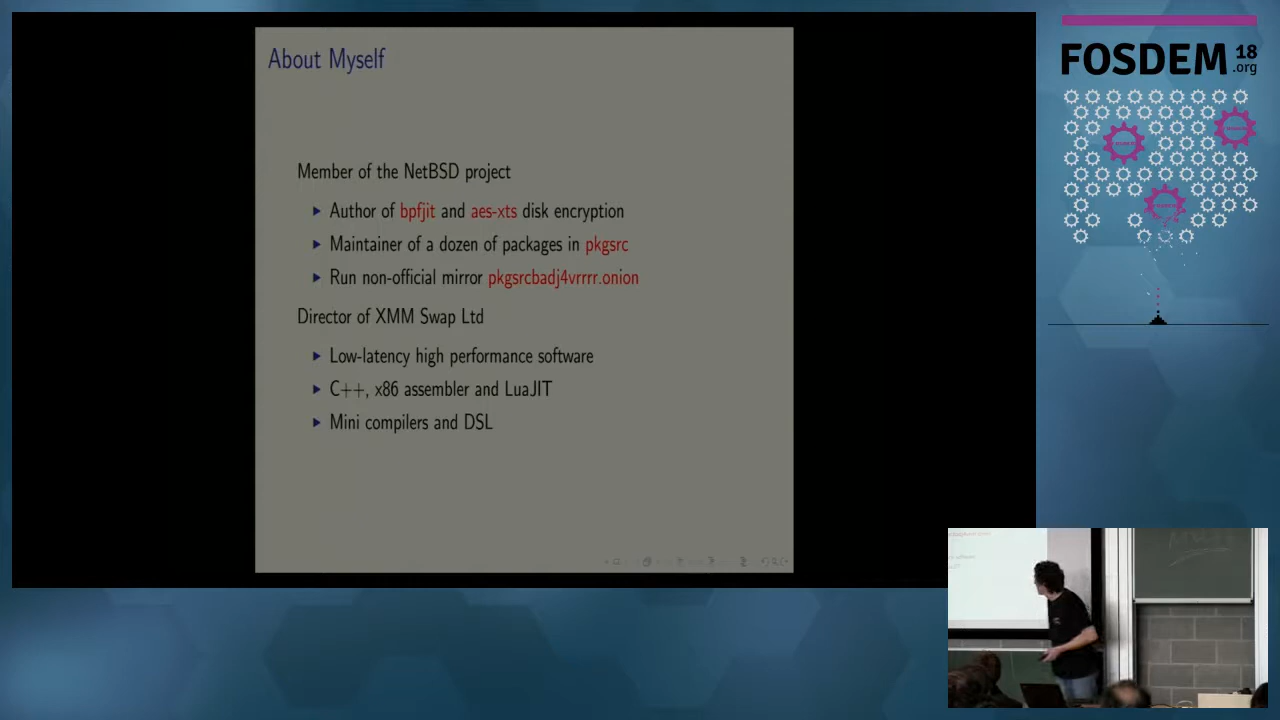 About Myself
Member of the NetBSD project
Author of bpfjit and aes-xts disk encryption
Maintainer of a dozen of packages in pkgsrc
Run non-official mirror pkgsrcbadj4vrrrr.onion
Director of XMM Swap Ltd
Low-latency high performance software
C++, x86 assembler and LuaJIT
Mini compilers and DSL
FOSDEM 18
.org